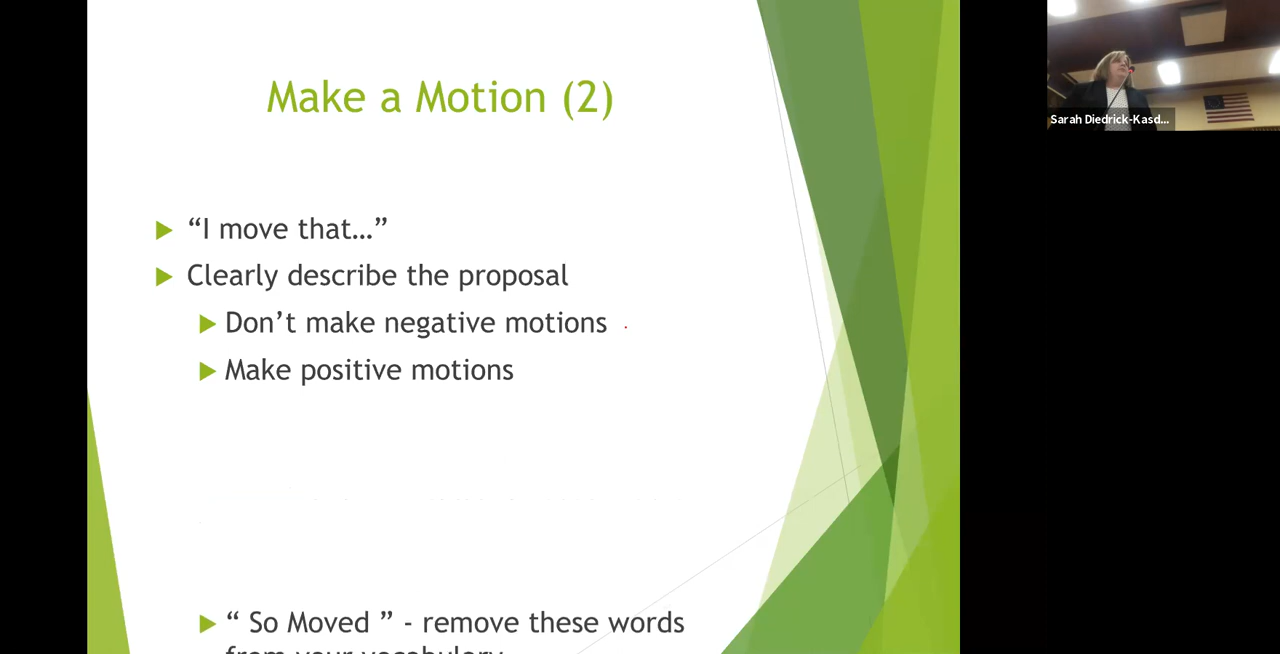 Make a Motion (2)
“I move that…”
Clearly describe the proposal
Don’t make negative motions
Make positive motions
“ So Moved ” - remove these words
from your vocabulary
Sarah Diedrick-Kasd...